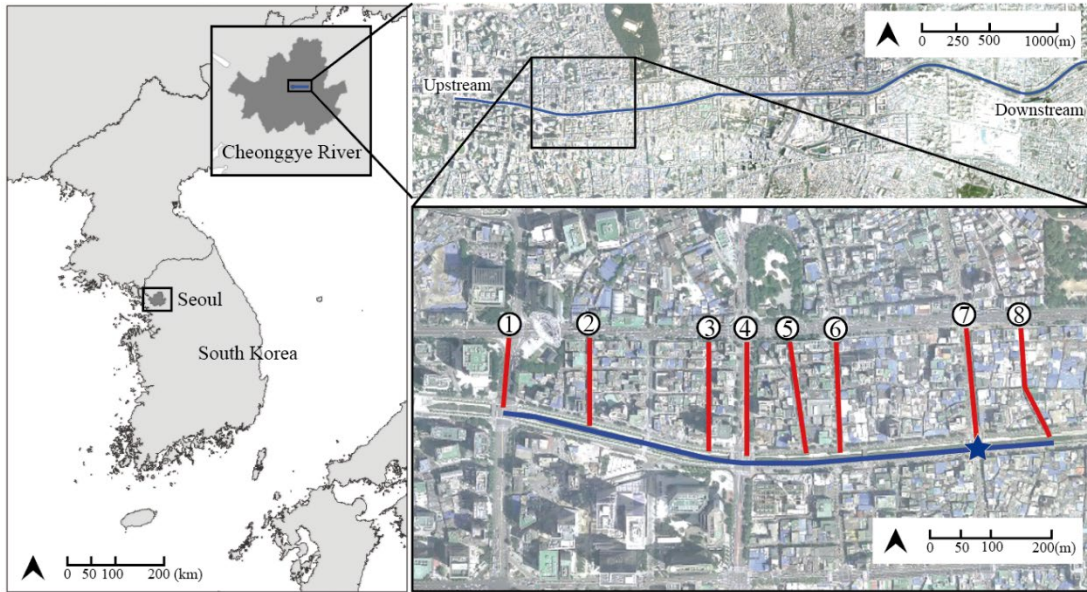 Cheonggye River
Seoul
South Korea
0 50 100 200 (km)
Upstream
Downstream
0 250 500 1000(m)
①
②
③
④
⑤
⑥
⑦
⑧
0 50 100 200(m)